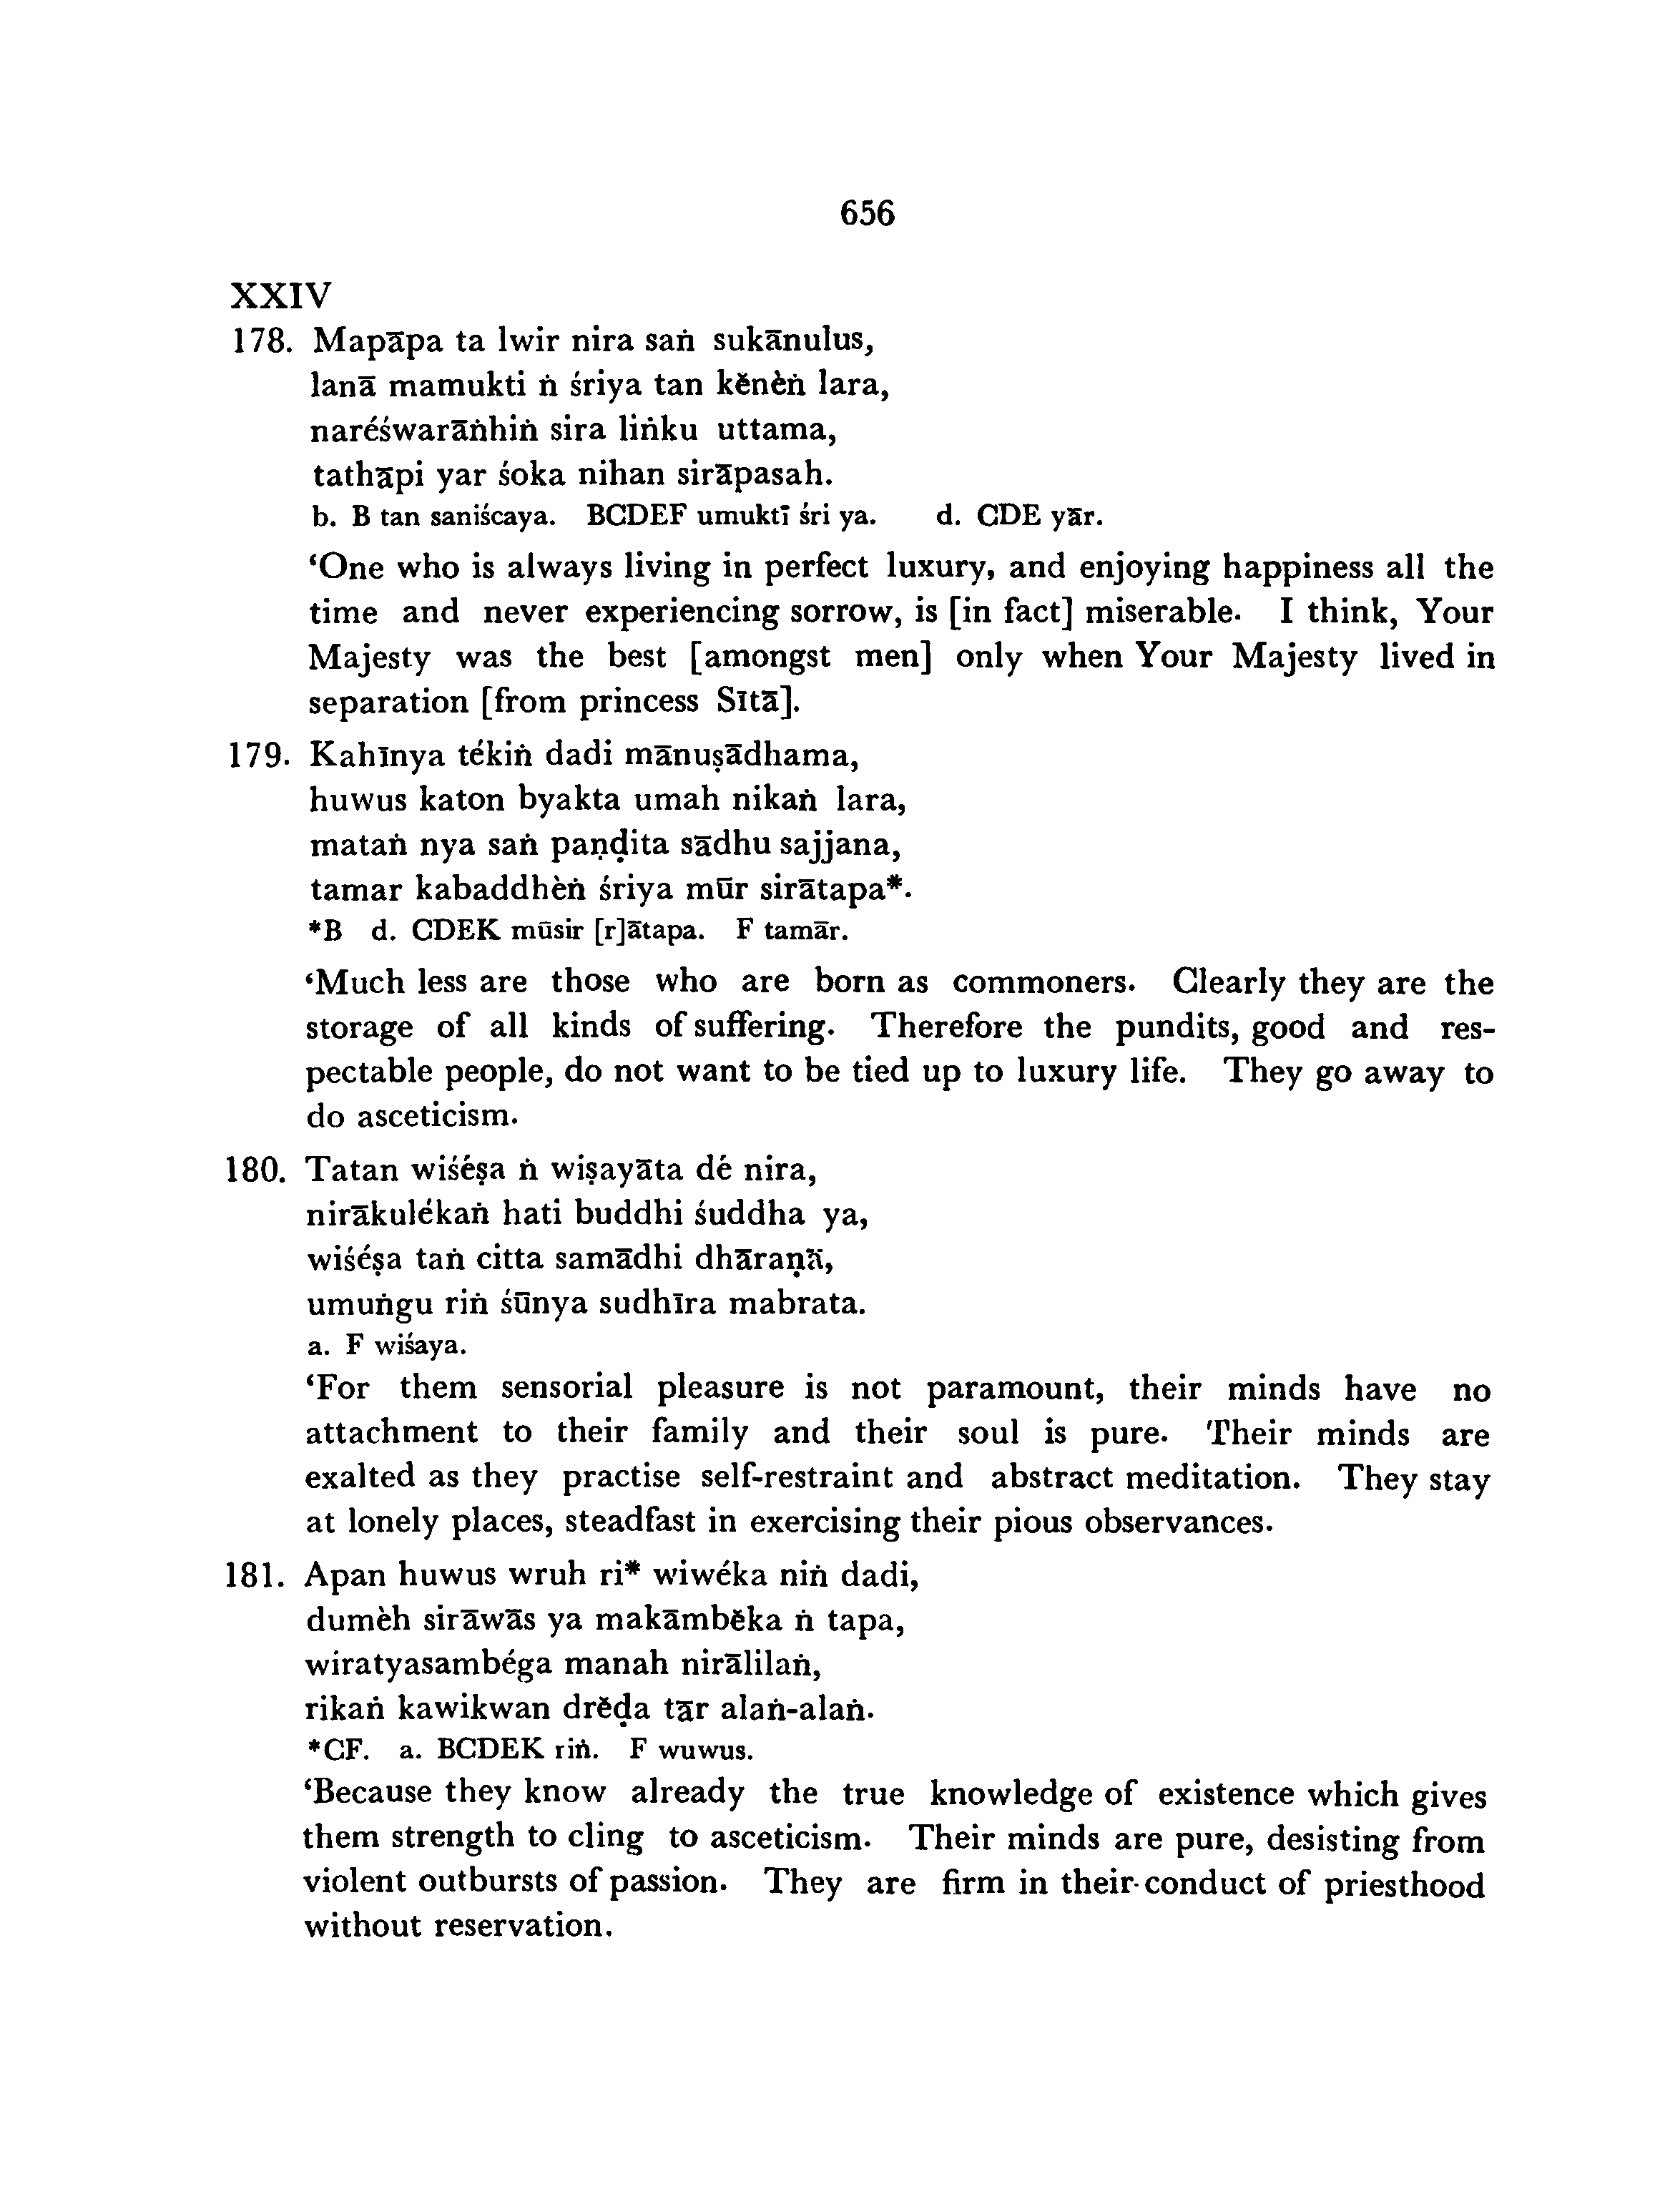 656
XXIV
178. Mapāpa ta lwir nira saṅ sukānulus,
lanā mamukti ṅ śriya tan kĕnèṅ lara,
naréśwarāṅhiṅ sira liṅku uttama,
tathāpi yar śoka nihan sirāpasah.
b. B tan saniścaya. BCDEF umuktī śri ya. d. CDE yār.
‘One who is always living in perfect luxury, and enjoying happiness all the
time and never experiencing sorrow, is [in fact] miserable. I think, Your
Majesty was the best [amongst men] only when Your Majesty lived in
separation [from princess Sītā].
179. Kahīnya tékiṅ dadi mānuṣādhama,
huwus katon byakta umah nikaṅ lara,
mataṅ nya saṅ paṇḍita sādhu sajjana,
tamar kabaddhèṅ śriya mūr sirātapa*.
*B d. CDEK mūsir [r]ātapa. F tamār.
‘Much less are those who are born as commoners. Clearly they are the
storage of all kinds of suffering. Therefore the pundits, good and res-
pectable people, do not want to be tied up to luxury life. They go away to
do asceticism.
180. Tatan wiśéṣa ṅ wiṣayāta dé nira,
nirākulékaṅ hati buddhi śuddha ya,
wiśéṣa taṅ citta samādhi dhāraṇā,
umuṅgu riṅ śūnya sudhīra mabrata.
a. F wiśaya.
‘For them sensorial pleasure is not paramount, their minds have no
attachment to their family and their soul is pure. Their minds are
exalted as they practise self-restraint and abstract meditation. They stay
at lonely places, steadfast in exercising their pious observances.
181. Apan huwus wruh ri* wiwéka niṅ dadi,
dumèh sirāwās ya makāmbĕka ṅ tapa,
wiratyasambéga manah nirālilaṅ,
rikaṅ kawikwan drĕḍa tār alaṅ-alaṅ.
*CF. a. BCDEK riṅ. F wuwus.
‘Because they know already the true knowledge of existence which gives
them strength to cling to asceticism. Their minds are pure, desisting from
violent outbursts of passion. They are firm in their conduct of priesthood
without reservation.